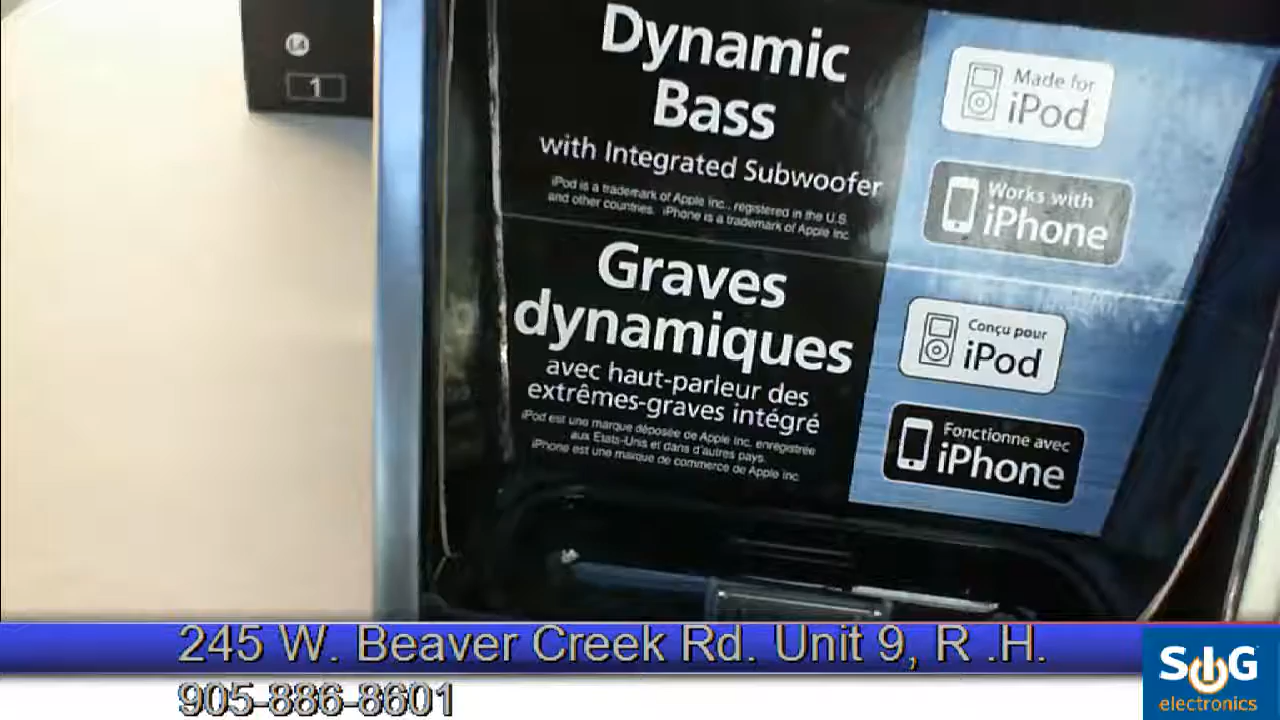 L4
1
Dynamic
Bass
with Integrated Subwoofer
iPod is a trademark of Apple Inc., registered in the U.S.
and other countries. iPhone is a trademark of Apple Inc.
Graves
dynamiques
avec haut-parleur des
extrêmes-graves intégré
iPod est une marque déposée de Apple Inc. enregistrée
aux Etats-Unis et dans d'autres pays.
iPhone est une marque de commerce de Apple Inc.
Made for
iPod
Works with
iPhone
Conçu pour
iPod
Fonctionne avec
iPhone
245 W. Beaver Creek Rd. Unit 9, R .H.
905-886-8601
SIG
electronics